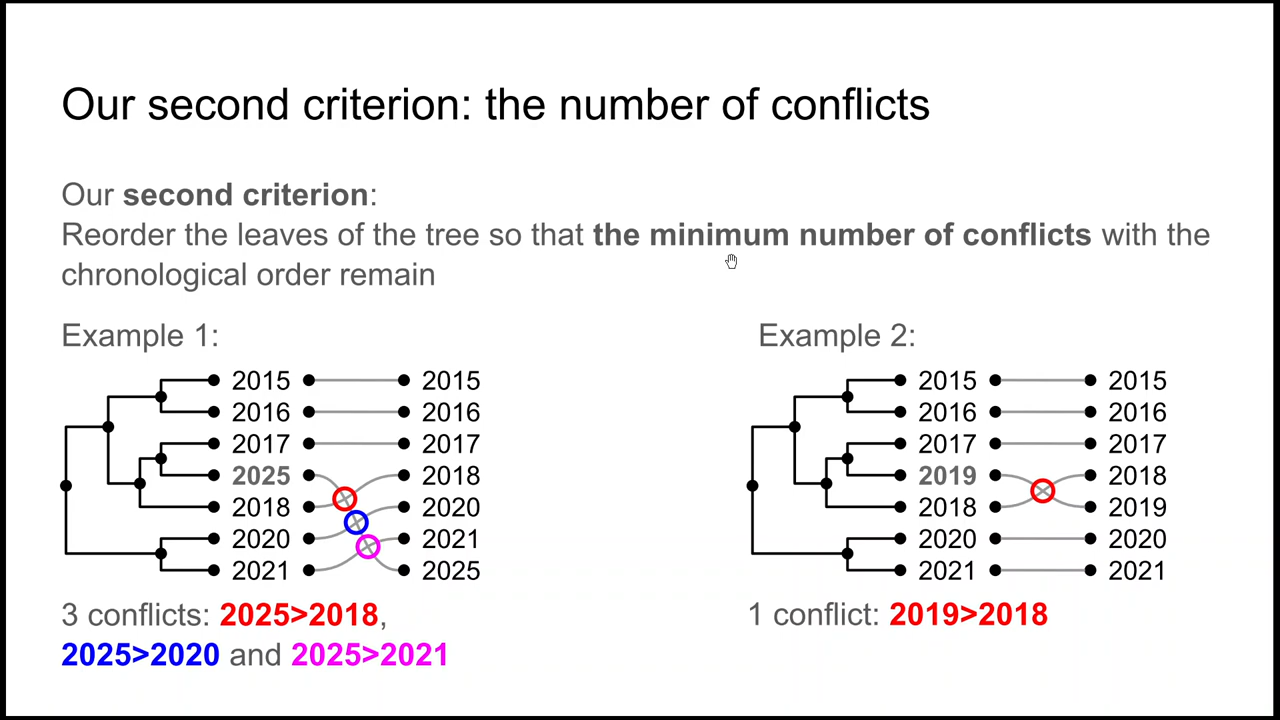 Our second criterion: the number of conflicts
Our second criterion:
Reorder the leaves of the tree so that the minimum number of conflicts with the
chronological order remain
Example 1:
2015 2015
2016 2016
2017 2017
2025 2018
2018 2020
2020 2021
2021 2025
3 conflicts: 2025>2018,
2025>2020 and 2025>2021
Example 2:
2015 2015
2016 2016
2017 2017
2019 2018
2018 2019
2020 2020
2021 2021
1 conflict: 2019>2018